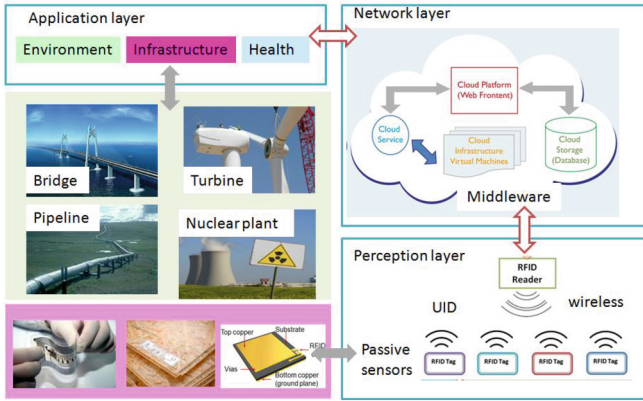 Application layer
Environment
Infrastructure
Health
Bridge
Turbine
Pipeline
Nuclear plant
Top copper
Substrate
RFID
Vias
Bottom copper
(ground plane)
Network layer
Cloud Platform
(Web Frontent)
Cloud
Service
Cloud
Infrastructure
Virtual Machines
Cloud
Storage
(Database)
Middleware
Perception layer
RFID
Reader
UID
wireless
Passive
sensors
RFID Tag
RFID Tag
RFID Tag
RFID Tag